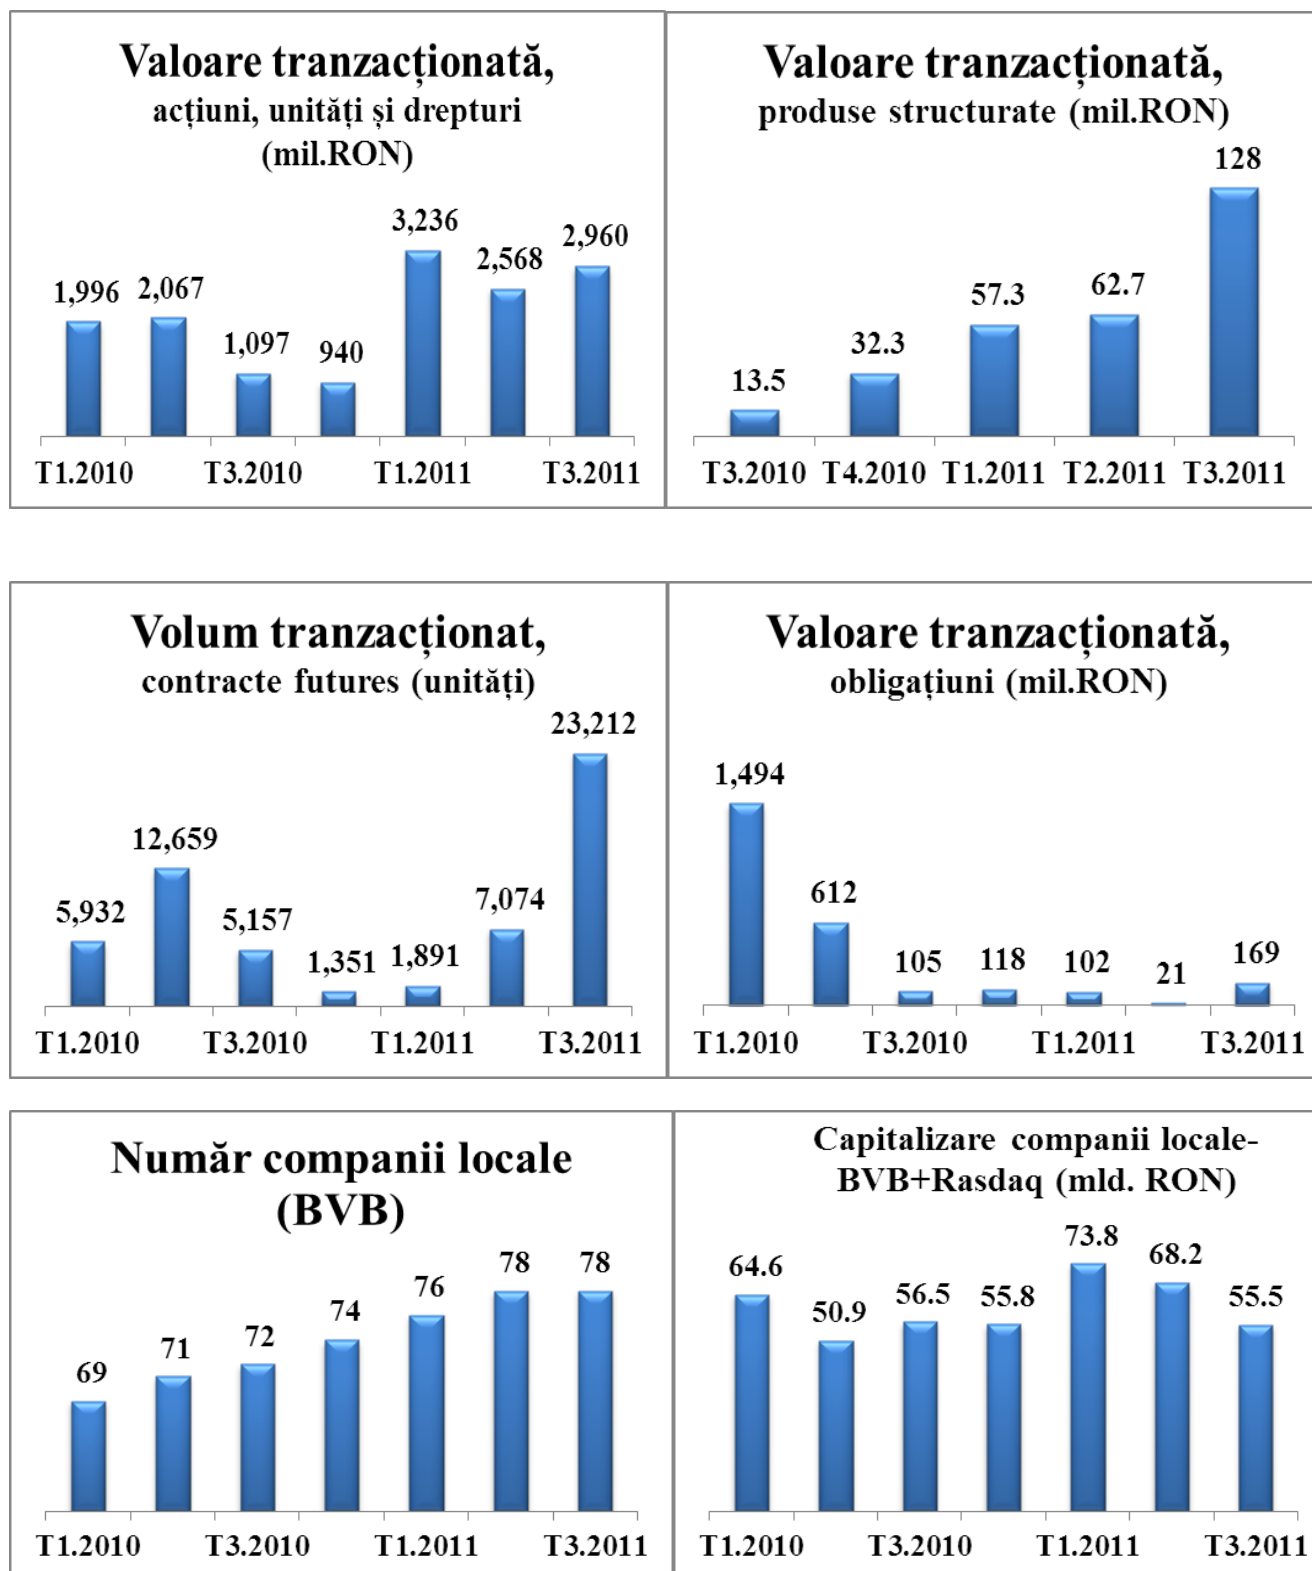 Valoare tranzacționată,
acțiuni, unități și drepturi
(mil.RON)
1,996 2,067 1,097 940 3,236 2,568 2,960
T1.2010 T3.2010 T1.2011 T3.2011
Valoare tranzacționată,
produse structurate (mil.RON)
13.5 32.3 57.3 62.7 128
T3.2010 T4.2010 T1.2011 T2.2011 T3.2011
Volum tranzacționat,
contracte futures (unități)
5,932 12,659 5,157 1,351 1,891 7,074 23,212
T1.2010 T3.2010 T1.2011 T3.2011
Valoare tranzacționată,
obligațiuni (mil.RON)
1,494 612 105 118 102 21 169
T1.2010 T3.2010 T1.2011 T3.2011
Număr companii locale
(BVB)
69 71 72 74 76 78 78
T1.2010 T3.2010 T1.2011 T3.2011
Capitalizare companii locale-
BVB+Rasdaq (mld. RON)
64.6 50.9 56.5 55.8 73.8 68.2 55.5
T1.2010 T3.2010 T1.2011 T3.2011